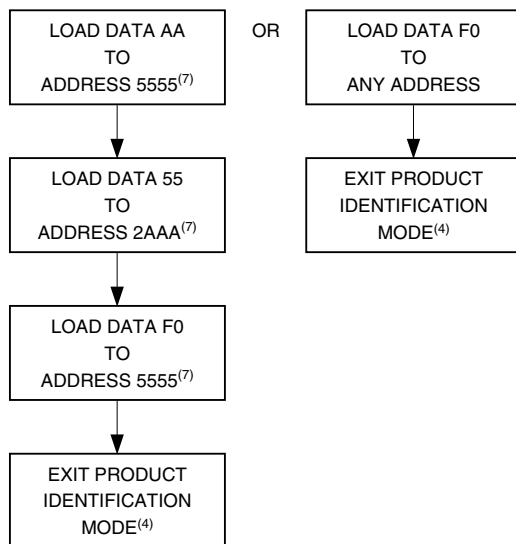 LOAD DATA AA
TO
ADDRESS 5555(7)
LOAD DATA 55
TO
ADDRESS 2AAA(7)
LOAD DATA F0
TO
ADDRESS 5555(7)
EXIT PRODUCT
IDENTIFICATION
MODE(4)
OR
LOAD DATA F0
TO
ANY ADDRESS
EXIT PRODUCT
IDENTIFICATION
MODE(4)